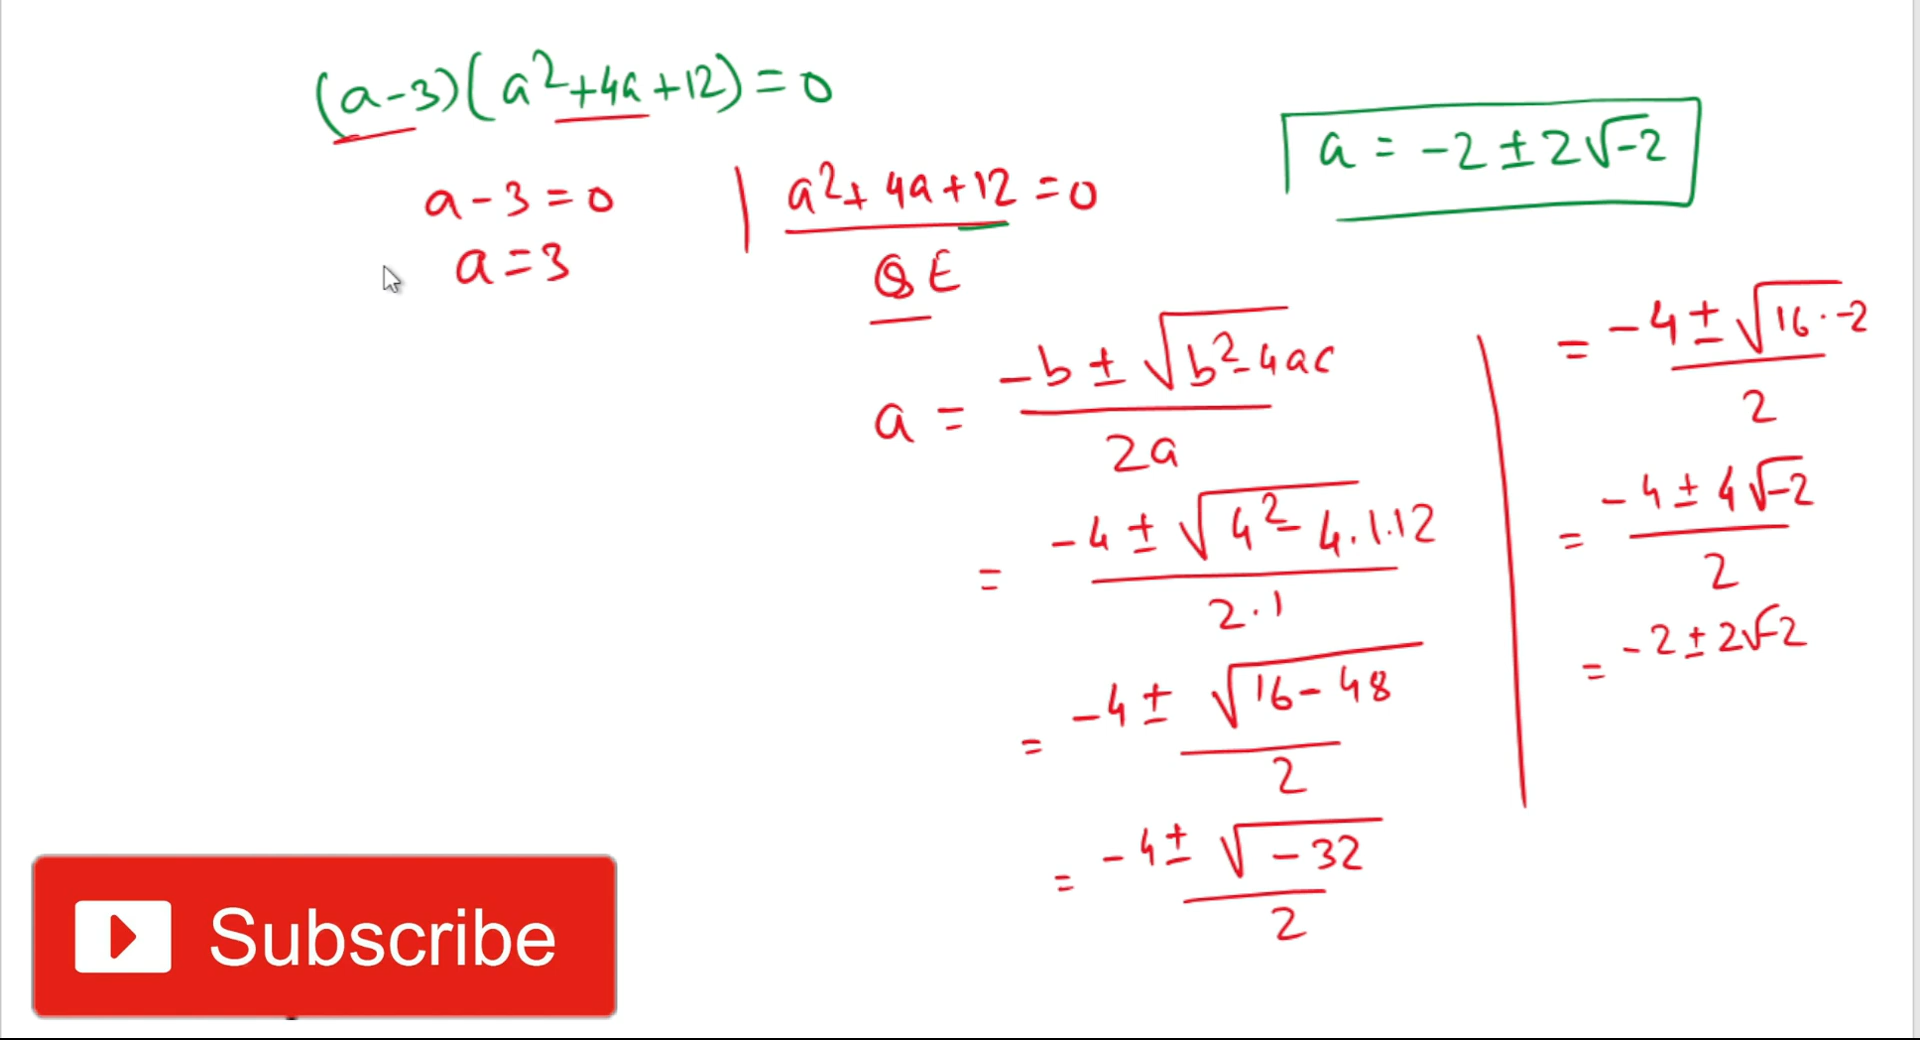 (a-3)(a²+4a+12)=0
a-3=0
a=3
a²+4a+12=0
QE
a = (-b±√(b²-4ac))/2a
= (-4±√(4²-4.1.12))/2.1
= (-4±√(16-48))/2
= (-4±√-32)/2
= (-4±√(16.-2))/2
= (-4±4√-2)/2
= -2±2√-2
a = -2±2√-2
Subscribe